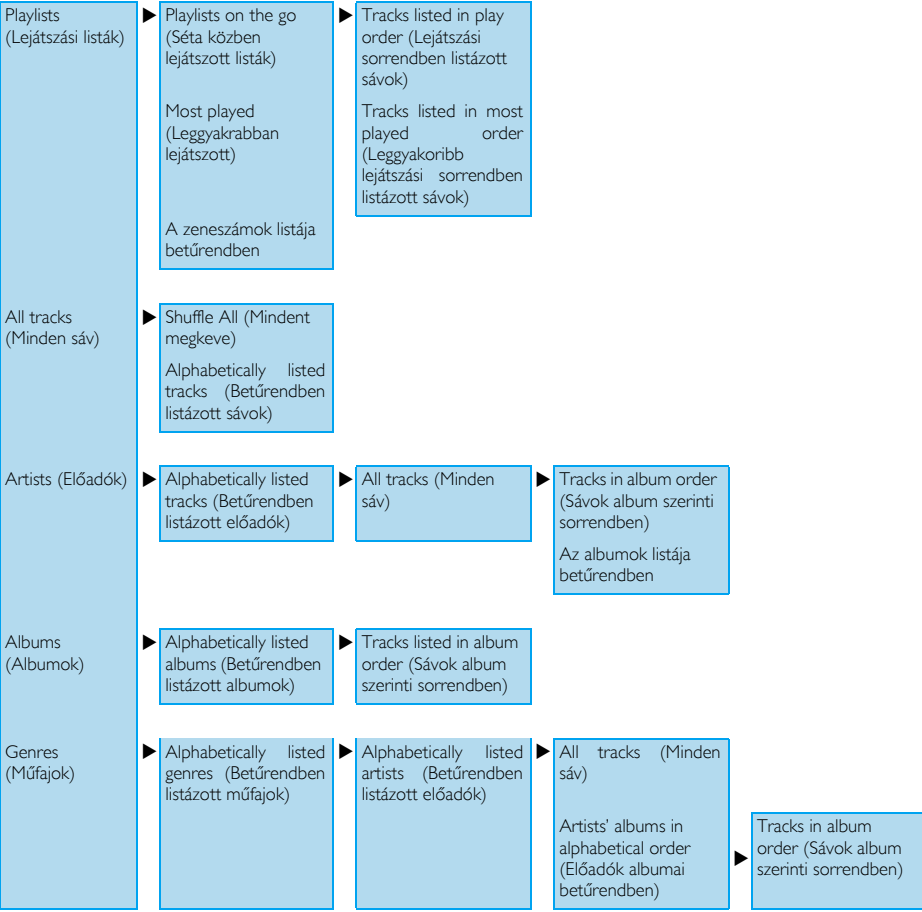 Playlists
(Lejátszási listák)
Playlists on the go
(Séta közben
lejátszott listák)
Most played
(Leggyakrabban
lejátszott)
A zeneszámok listája
betűrendben
Tracks listed in play
order (Lejátszási
sorrendben listázott
sávok)
Tracks listed in most
played order
(Leggyakoribb
lejátszási sorrendben
listázott sávok)
All tracks
(Minden sáv)
Shuffle All (Mindent
megkeve)
Alphabetically listed
tracks (Betűrendben
listázott sávok)
Artists (Előadók)
Alphabetically listed
tracks (Betűrendben
listázott előadók)
All tracks (Minden
sáv)
Tracks in album order
(Sávok album szerinti
sorrendben)
Az albumok listája
betűrendben
Albums
(Albumok)
Alphabetically listed
albums (Betűrendben
listázott albumok)
Tracks listed in album
order (Sávok album
szerinti sorrendben)
Genres
(Műfajok)
Alphabetically listed
genres (Betűrendben
listázott műfajok)
Alphabetically listed
artists (Betűrendben
listázott előadók)
All tracks (Minden
sáv)
Artists’ albums in
alphabetical order
(Előadók albumai
betűrendben)
Tracks in album
order (Sávok album
szerinti sorrendben)